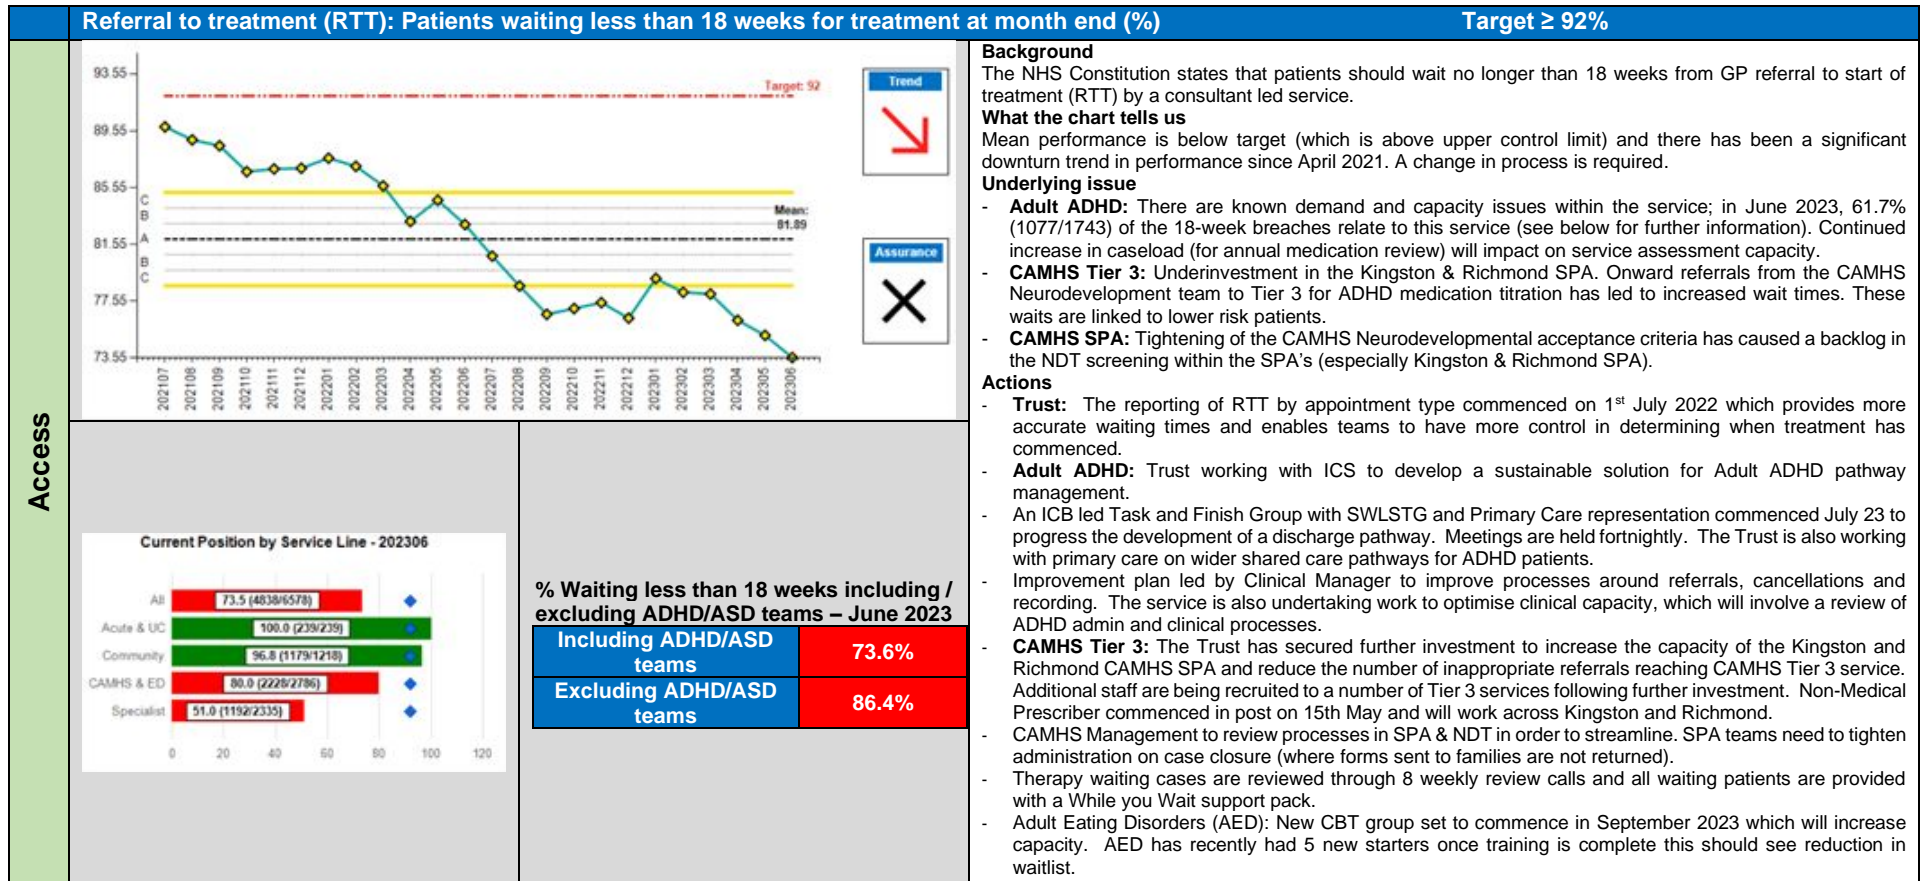 Referral to treatment (RTT): Patients waiting less than 18 weeks for treatment at month end (%)
Target ≥ 92%
Access
93.55
89.55
85.55
81.55
77.55
73.55
Target: 92
C
B
A
B
C
Mean:
81.89
202107
202108
202109
202110
202111
202112
202201
202202
202203
202204
202205
202206
202207
202208
202209
202210
202211
202212
202301
202302
202303
202304
202305
202306
Trend
Assurance
Current Position by Service Line - 202306
All
73.5 (4838/6578)
Acute & UC
100.0 (239/239)
Community
96.8 (1179/1218)
CAMHS & ED
80.0 (2228/2786)
Specialist
51.0 (1192/2335)
0
20
40
60
80
100
120
% Waiting less than 18 weeks including /
excluding ADHD/ASD teams – June 2023
Including ADHD/ASD
teams
73.6%
Excluding ADHD/ASD
teams
86.4%
Background
The NHS Constitution states that patients should wait no longer than 18 weeks from GP referral to start of
treatment (RTT) by a consultant led service.
What the chart tells us
Mean performance is below target (which is above upper control limit) and there has been a significant
downturn trend in performance since April 2021. A change in process is required.
Underlying issue
- Adult ADHD: There are known demand and capacity issues within the service; in June 2023, 61.7%
(1077/1743) of the 18-week breaches relate to this service (see below for further information). Continued
increase in caseload (for annual medication review) will impact on service assessment capacity.
- CAMHS Tier 3: Underinvestment in the Kingston & Richmond SPA. Onward referrals from the CAMHS
Neurodevelopment team to Tier 3 for ADHD medication titration has led to increased wait times. These
waits are linked to lower risk patients.
- CAMHS SPA: Tightening of the CAMHS Neurodevelopmental acceptance criteria has caused a backlog in
the NDT screening within the SPA's (especially Kingston & Richmond SPA).
Actions
- Trust: The reporting of RTT by appointment type commenced on 1st July 2022 which provides more
accurate waiting times and enables teams to have more control in determining when treatment has
commenced.
- Adult ADHD: Trust working with ICS to develop a sustainable solution for Adult ADHD pathway
management.
- An ICB led Task and Finish Group with SWLSTG and Primary Care representation commenced July 23 to
progress the development of a discharge pathway. Meetings are held fortnightly. The Trust is also working
with primary care on wider shared care pathways for ADHD patients.
- Improvement plan led by Clinical Manager to improve processes around referrals, cancellations and
recording. The service is also undertaking work to optimise clinical capacity, which will involve a review of
ADHD admin and clinical processes.
- CAMHS Tier 3: The Trust has secured further investment to increase the capacity of the Kingston and
Richmond CAMHS SPA and reduce the number of inappropriate referrals reaching CAMHS Tier 3 service.
Additional staff are being recruited to a number of Tier 3 services following further investment. Non-Medical
Prescriber commenced in post on 15th May and will work across Kingston and Richmond.
- CAMHS Management to review processes in SPA & NDT in order to streamline. SPA teams need to tighten
administration on case closure (where forms sent to families are not returned).
- Therapy waiting cases are reviewed through 8 weekly review calls and all waiting patients are provided
with a While you Wait support pack.
- Adult Eating Disorders (AED): New CBT group set to commence in September 2023 which will increase
capacity. AED has recently had 5 new starters once training is complete this should see reduction in
waitlist.